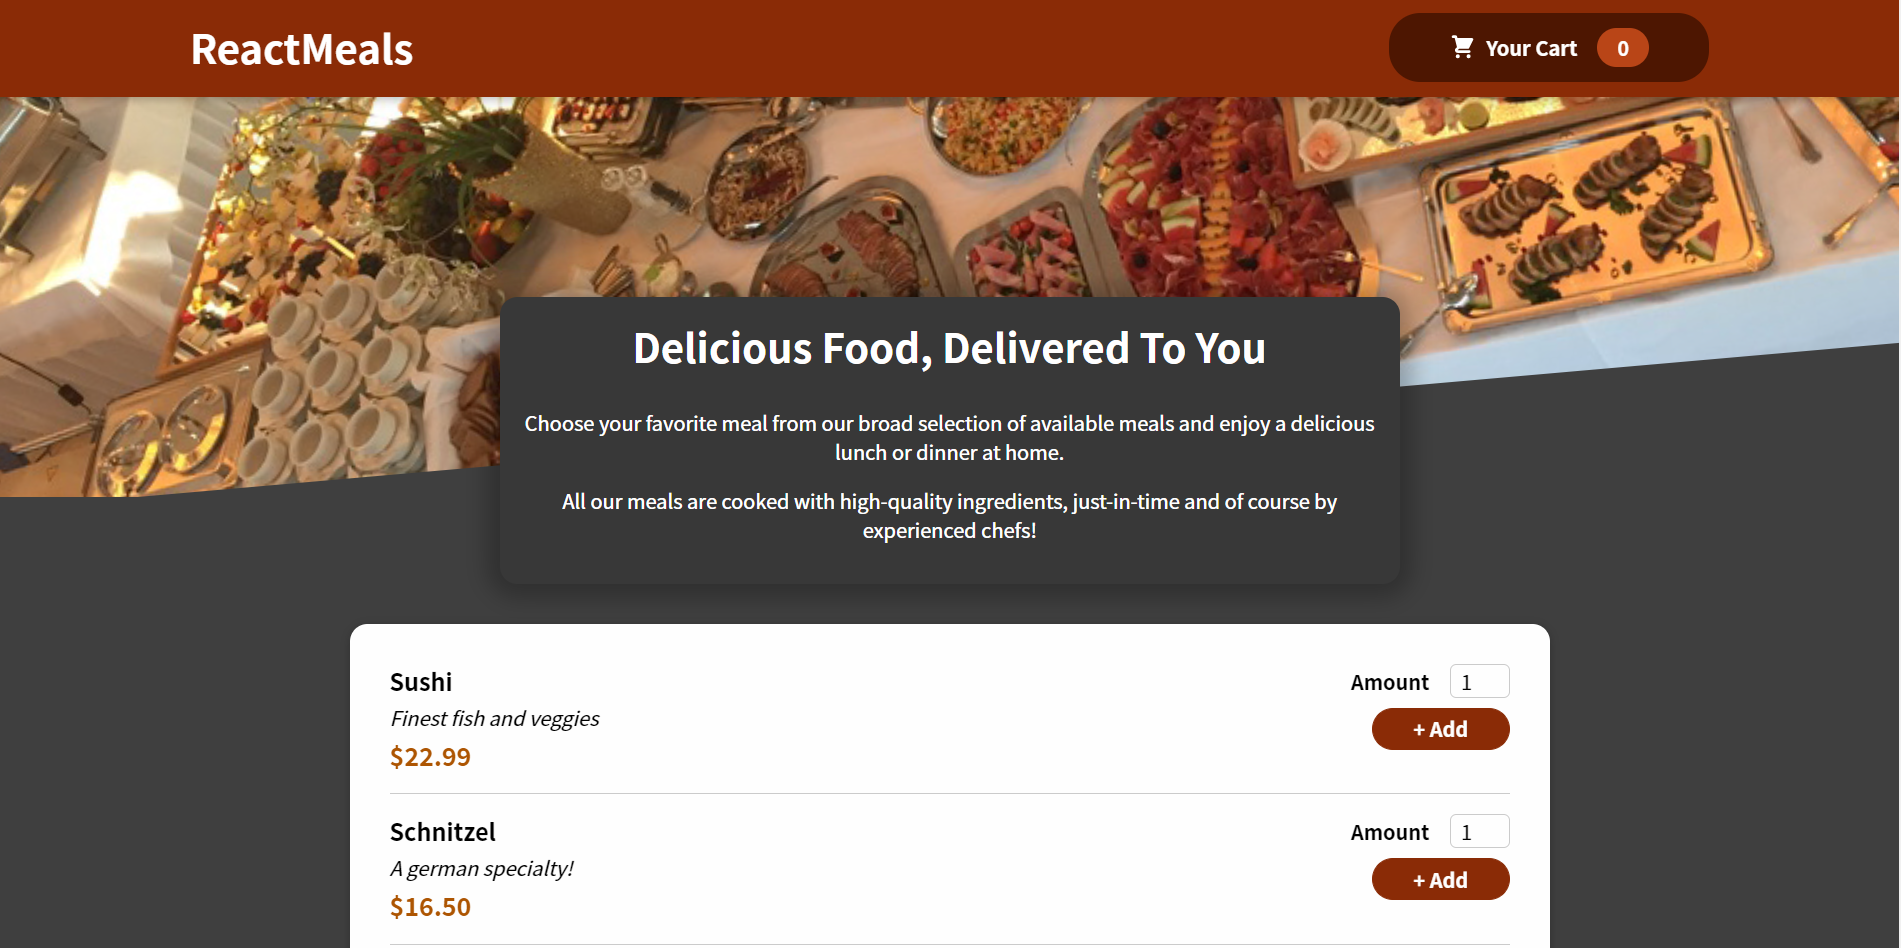 ReactMeals
Your Cart 0
Delicious Food, Delivered To You
Choose your favorite meal from our broad selection of available meals and enjoy a delicious
lunch or dinner at home.
All our meals are cooked with high-quality ingredients, just-in-time and of course by
experienced chefs!
Sushi
Finest fish and veggies
$22.99
Amount 1
+ Add
Schnitzel
A german specialty!
$16.50
Amount 1
+ Add